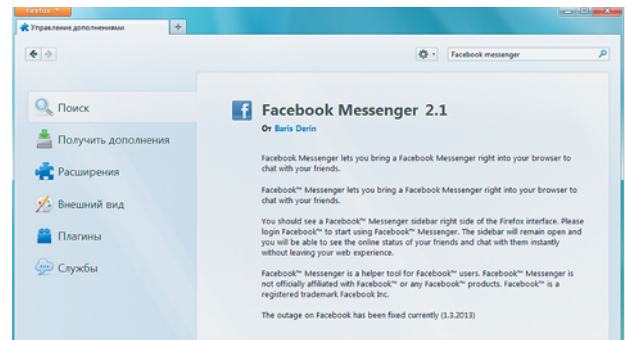 Firefox
Управление дополнениями
Facebook messenger
Поиск
Получить дополнения
Расширения
Внешний вид
Плагины
Службы
Facebook Messenger 2.1
От Baris Derin
Facebook Messenger lets you bring a Facebook Messenger right into your browser to
chat with your friends.
Facebook™ Messenger lets you bring a Facebook Messenger right into your browser to
chat with your friends.
You should see a Facebook™ Messenger sidebar right side of the Firefox interface. Please
login Facebook™ to start using Facebook™ Messenger. The sidebar will remain open and
you will be able to see the online status of your friends and chat with them instantly
without leaving your web experience.
Facebook™ Messenger is a helper tool for Facebook™ users. Facebook™ Messenger is
not officially affiliated with Facebook™ or any Facebook™ products. Facebook™ is a
registered trademark Facebook Inc.
The outage on Facebook has been fixed currently (1.3.2013)